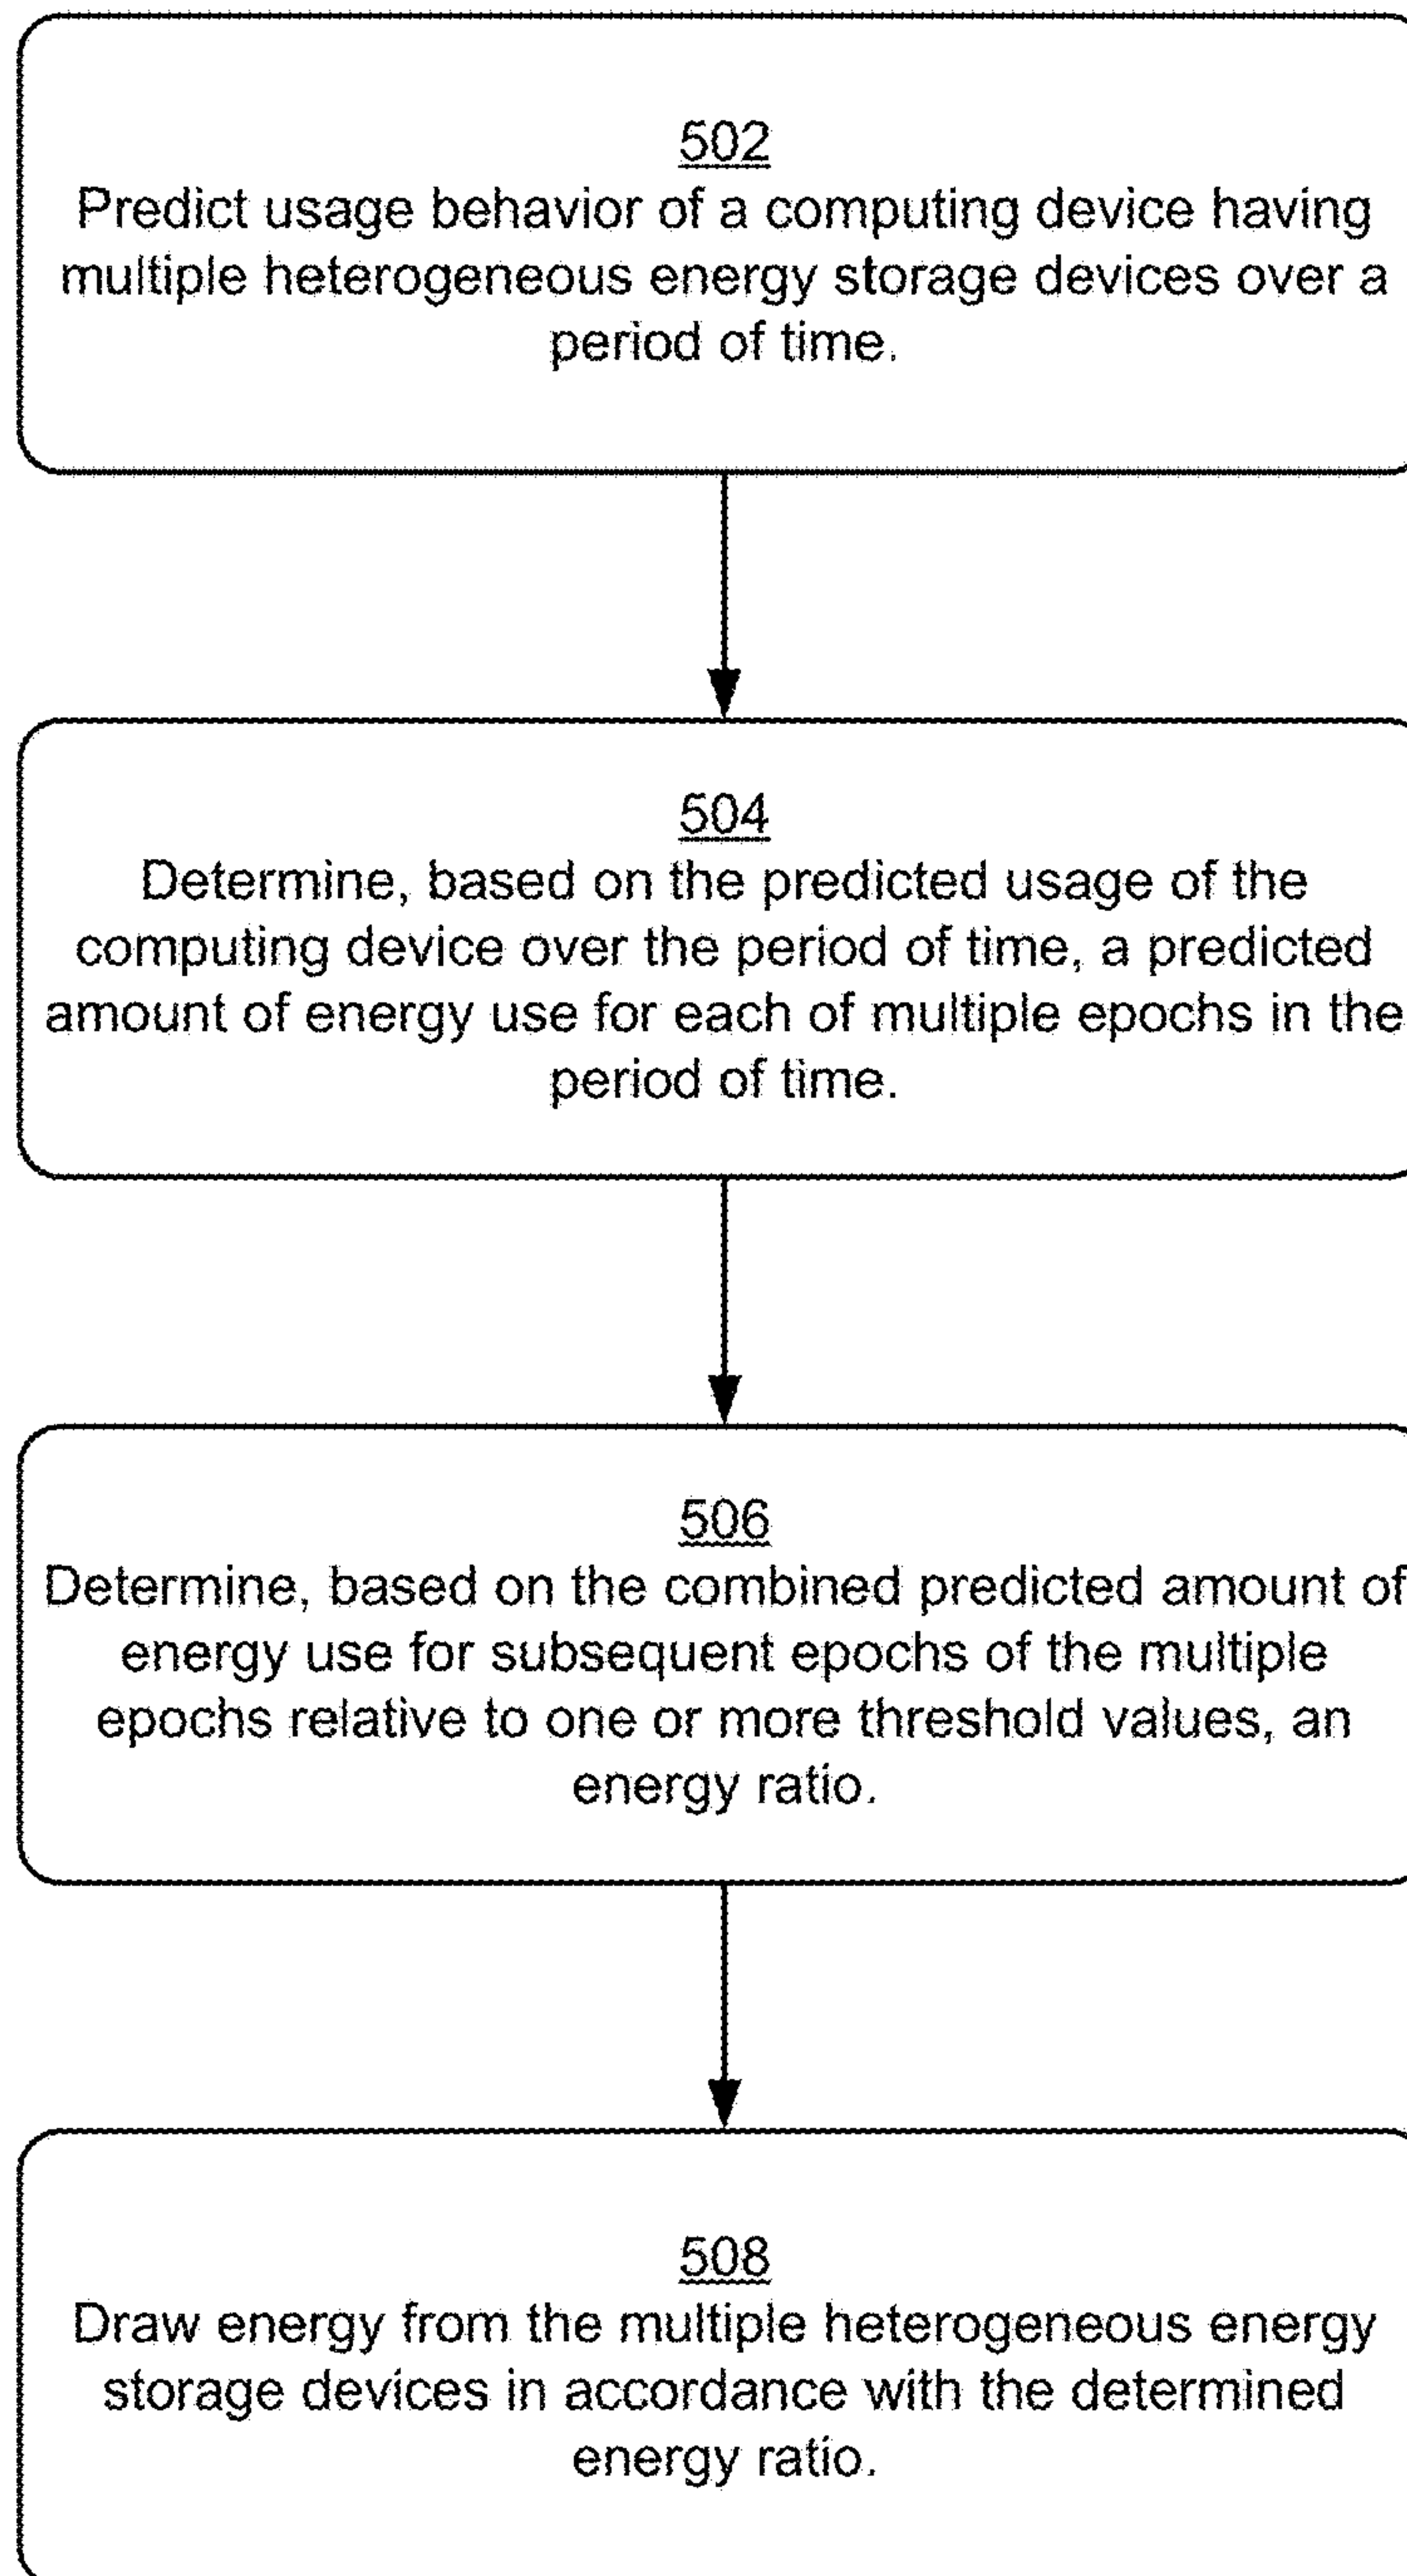 502
Predict usage behavior of a computing device having
multiple heterogeneous energy storage devices over a
period of time.
504
Determine, based on the predicted usage of the
computing device over the period of time, a predicted
amount of energy use for each of multiple epochs in the
period of time.
506
Determine, based on the combined predicted amount of
energy use for subsequent epochs of the multiple
epochs relative to one or more threshold values, an
energy ratio.
508
Draw energy from the multiple heterogeneous energy
storage devices in accordance with the determined
energy ratio.